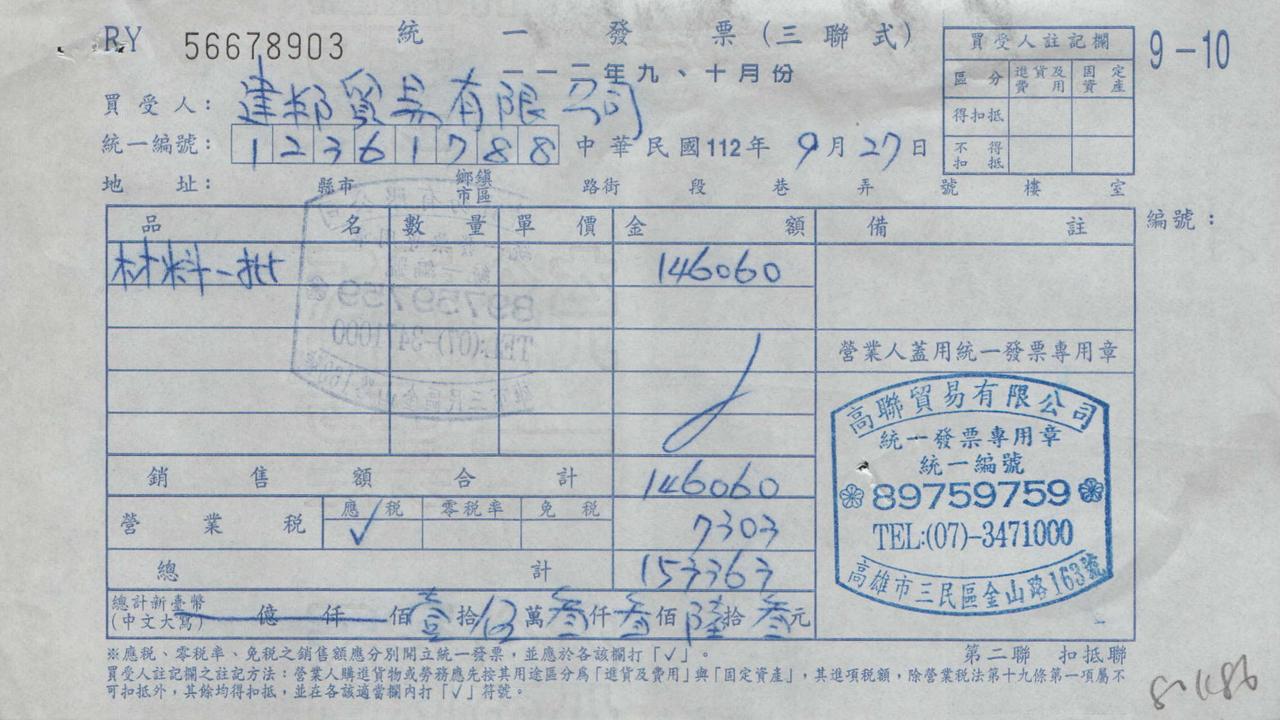 RY 56678903 統一發票(三聯式) 9-10
一一二年九、十月份
買受人註記欄
區分 進貨及費用 固定資產
得扣抵
不得扣抵
買受人: 建邦貿易有限公司
統一編號: 12361788 中華民國112年9月27日
地址: 縣市 鄉鎮市區 路街 段 巷 弄 號 樓 室
品名 數量 單價 金額 備註 編號:
材料一批 146060
營業人蓋用統一發票專用章
高聯貿易有限公司
統一發票專用章
統一編號
89759759
TEL:(07)-3471000
高雄市三民區金山路163號
銷售額合計 146060
營業稅 應稅 ✓ 零稅率 免稅 7303
總計 153363
總計新臺幣(中文大寫) 億 仟 佰 壹拾伍萬叁仟叁佰陸拾叁元
※應稅、零稅率、免稅之銷售額應分別開立統一發票,並應於各該欄打「✓」。 第二聯 扣抵聯
買受人註記欄之註記方法:營業人購進貨物或勞務應先按其用途區分為「進貨及費用」與「固定資產」,其進項稅額,除營業稅法第十九條第一項屬不
可扣抵外,其餘均得扣抵,並在各該適當欄內打「✓」符號。